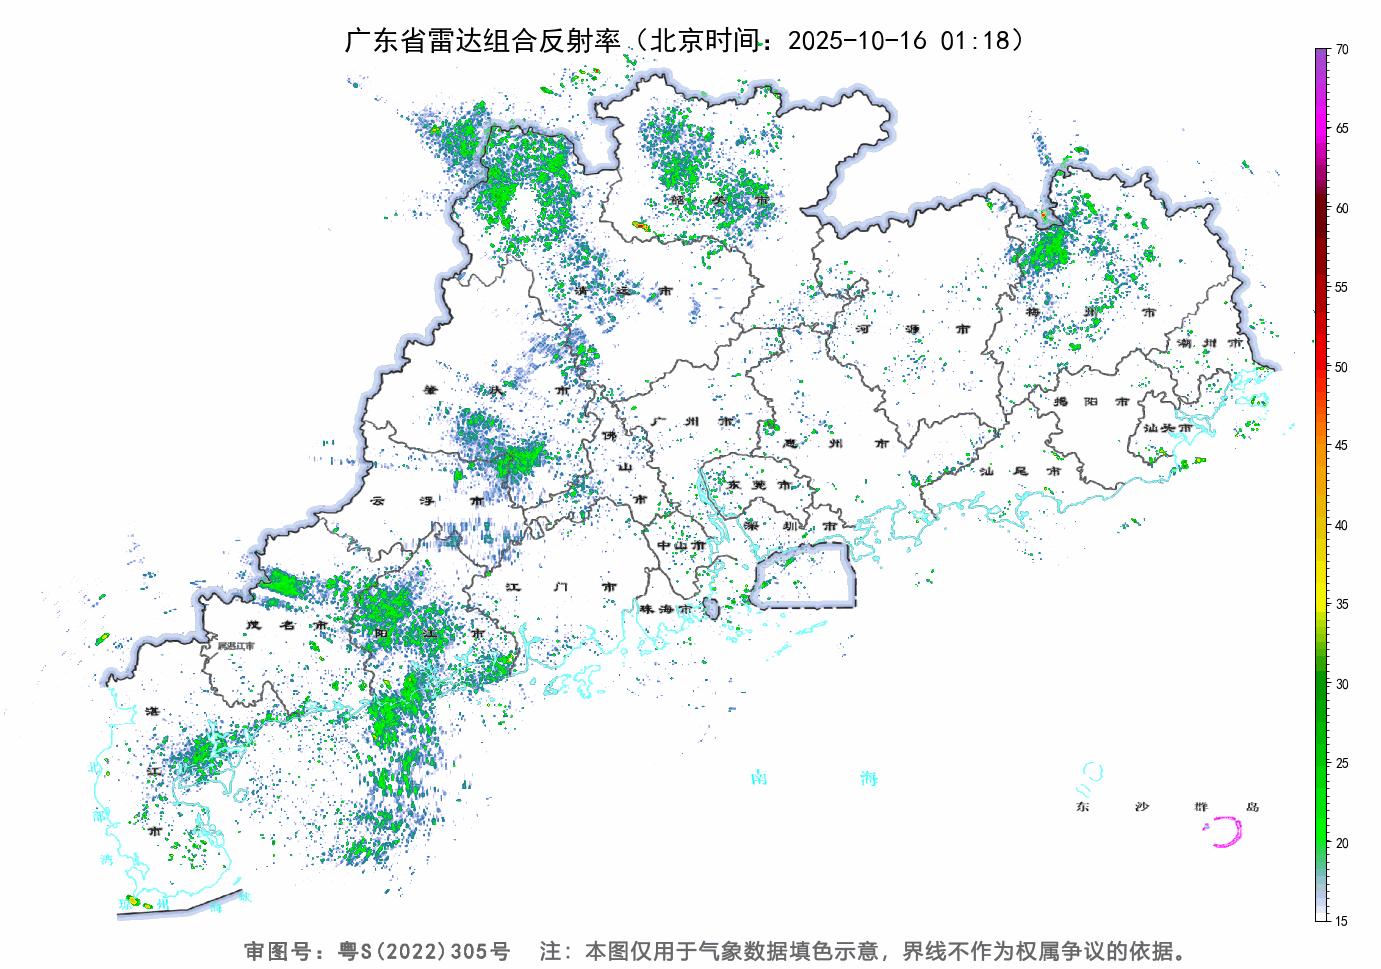 广东省雷达组合反射率（北京时间：2025-10-16 01:18）
70
65
60
55
50
45
40
35
30
25
20
15
韶关市
清远市
河源市
梅州市
潮州市
肇庆市
揭阳市
汕头市
广州市
佛山市
惠州市
汕尾市
云浮市
东莞市
深圳市
中山市
江门市
珠海市
茂名市
阳江市
属湛江市
湛江市
南海
东沙群岛
北部湾
琼州海峡
审图号：粤S(2022)305号 注：本图仅用于气象数据填色示意，界线不作为权属争议的依据。